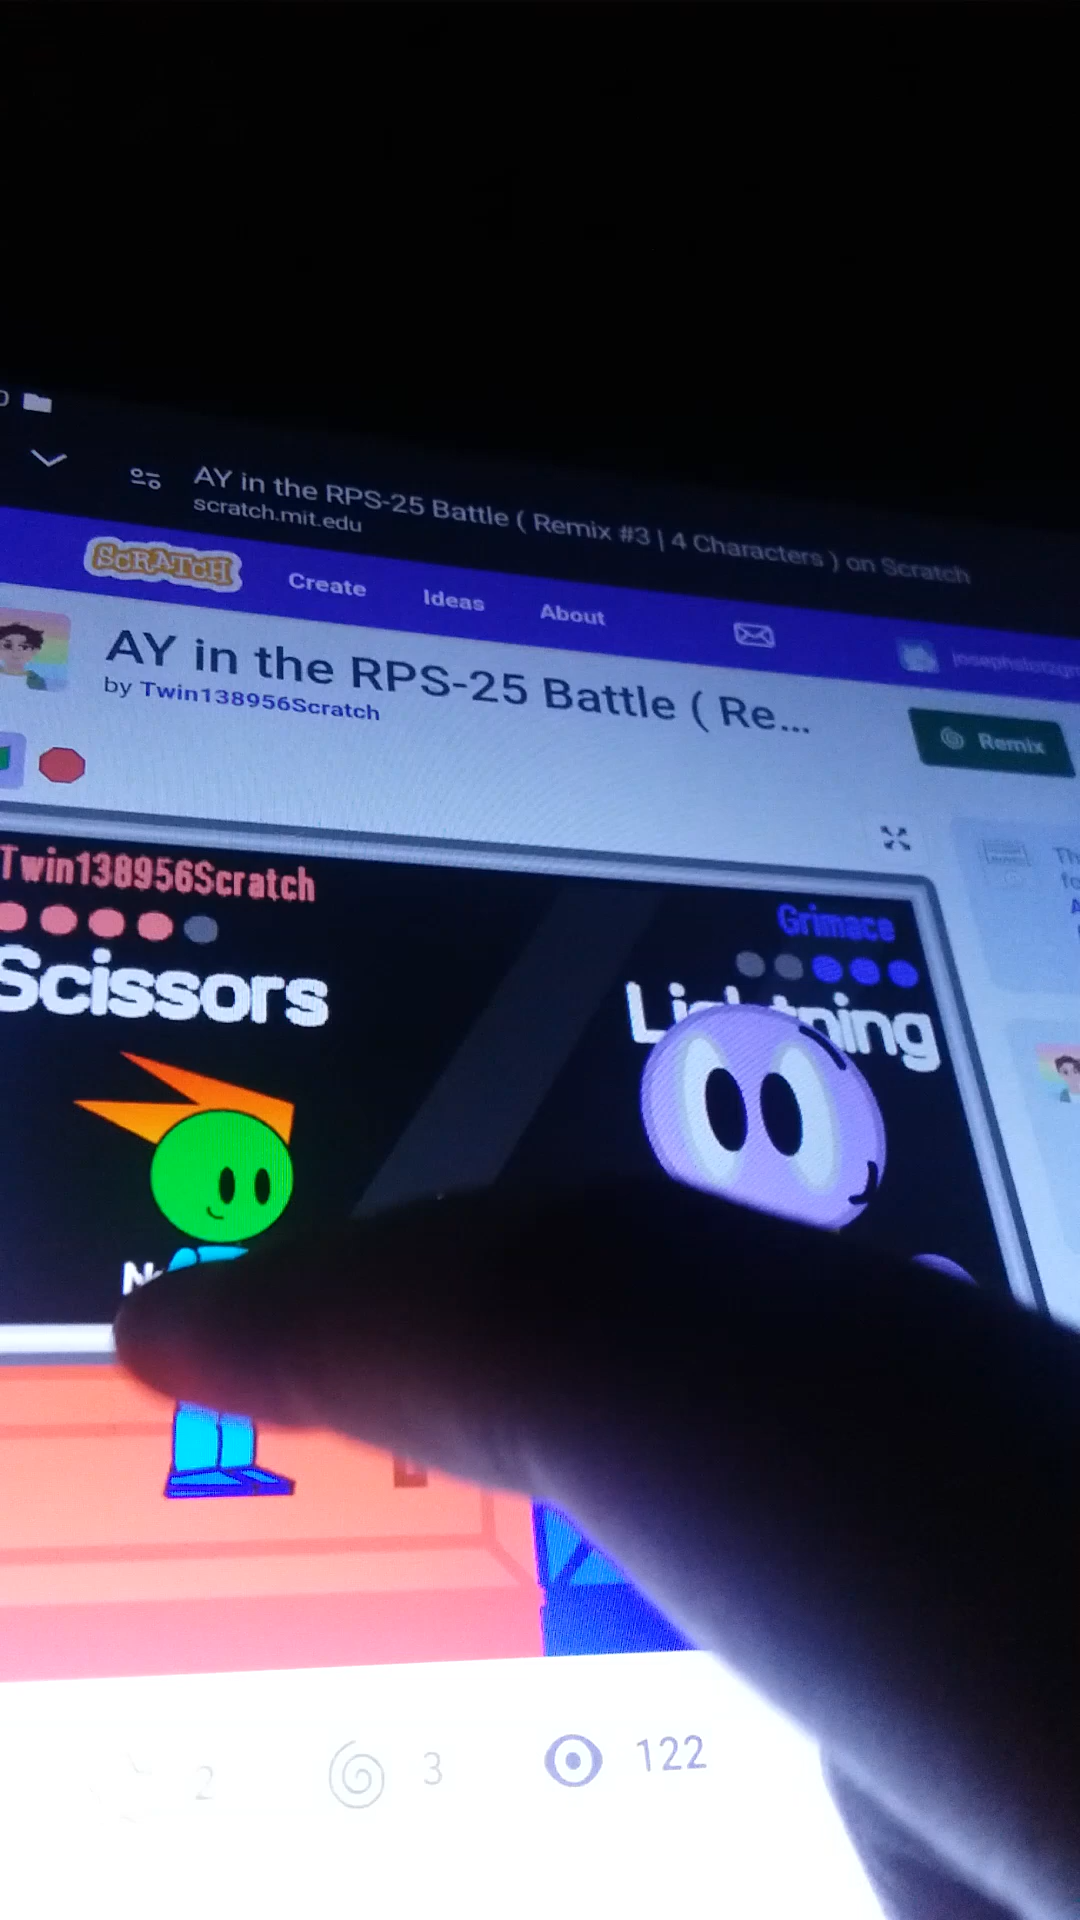 AY in the RPS-25 Battle ( Remix #3 | 4 Characters ) on Scratch
scratch.mit.edu
SCRATCH Create Ideas About
AY in the RPS-25 Battle ( Re...
by Twin138956Scratch
Remix
Twin138956Scratch
Grimace
Scissors
2 3 122